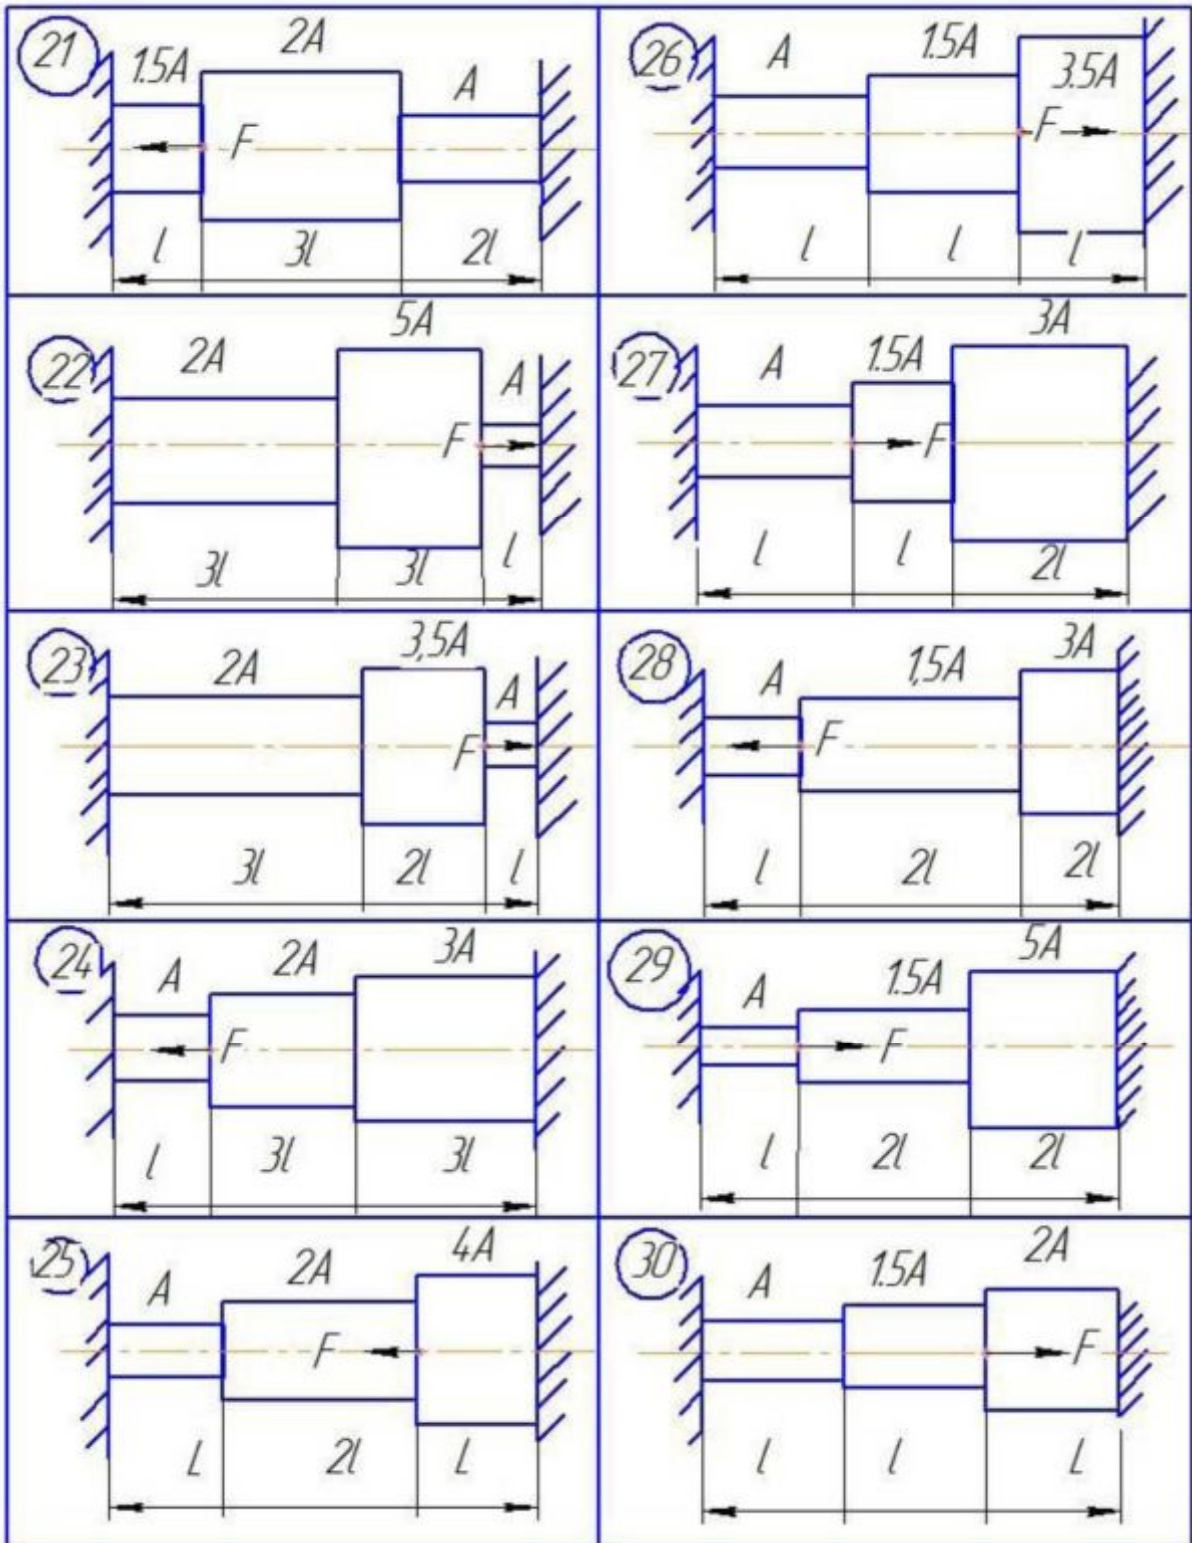 21 1.5A 2A A
F
l 3l 2l
26 A 1.5A 3.5A
F
l l l
22 2A 5A A
F
3l 3l l
27 A 1.5A 3A
F
l l 2l
23 2A 3,5A A
F
3l 2l l
28 A 1,5A 3A
F
l 2l 2l
24 A 2A 3A
F
l 3l 3l
29 A 1.5A 5A
F
l 2l 2l
25 A 2A 4A
F
L 2l L
30 A 1.5A 2A
F
l l L